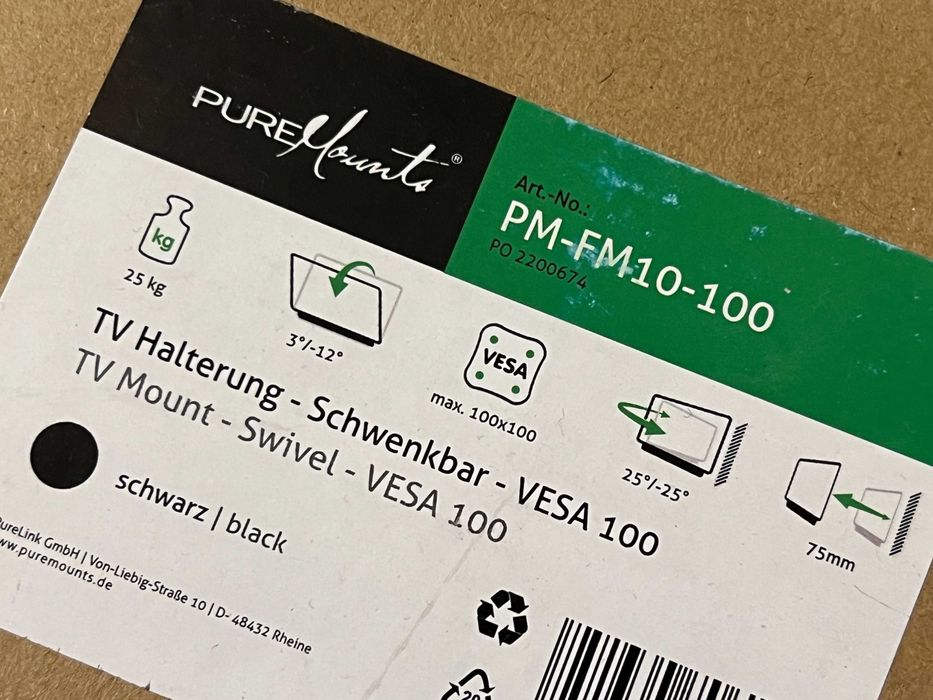 PUREMounts®
Art.-No.:
PM-FM10-100
PO 2200674
kg
25 kg
3°/-12°
VESA
max. 100x100
25°/-25°
75mm
TV Halterung - Schwenkbar - VESA 100
TV Mount - Swivel - VESA 100
schwarz | black
PureLink GmbH | Von-Liebig-Straße 10 | D- 48432 Rheine
www.puremounts.de